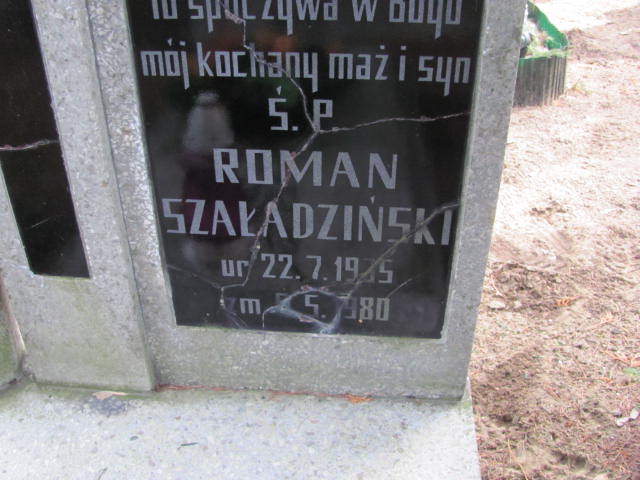 spoczywa w Bogu
mój kochany mąż i syn
Ś. P
ROMAN
SZAŁADZIŃSKI
ur 22. 7. 1935
zm 5. 1980